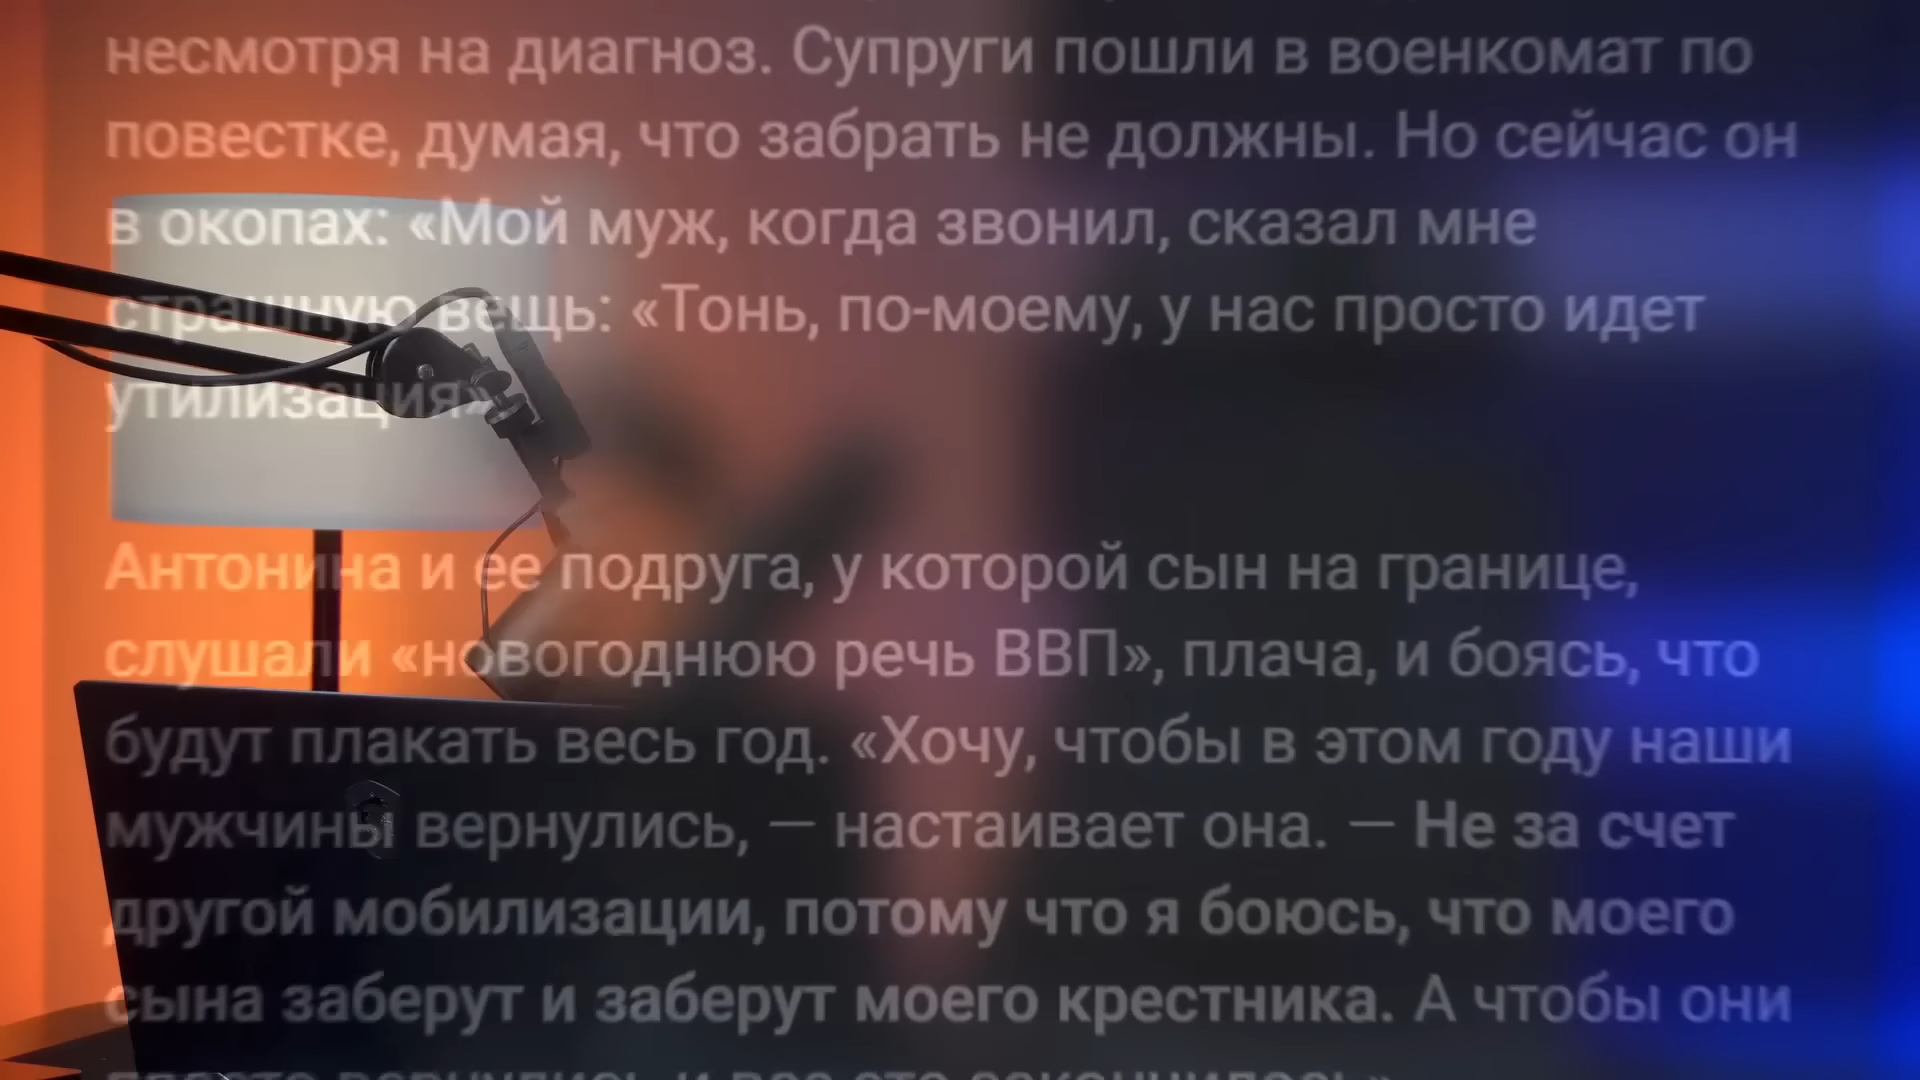 несмотря на диагноз. Супруги пошли в военкомат по
повестке, думая, что забрать не должны. Но сейчас он
в окопах: «Мой муж, когда звонил, сказал мне
страшную вещь: «Тонь, по-моему, у нас просто идет
утилизация»
Антонина и ее подруга, у которой сын на границе,
слушали «новогоднюю речь ВВП», плача, и боясь, что
будут плакать весь год. «Хочу, чтобы в этом году наши
мужчины вернулись, — настаивает она. — Не за счет
другой мобилизации, потому что я боюсь, что моего
сына заберут и заберут моего крестника. А чтобы они